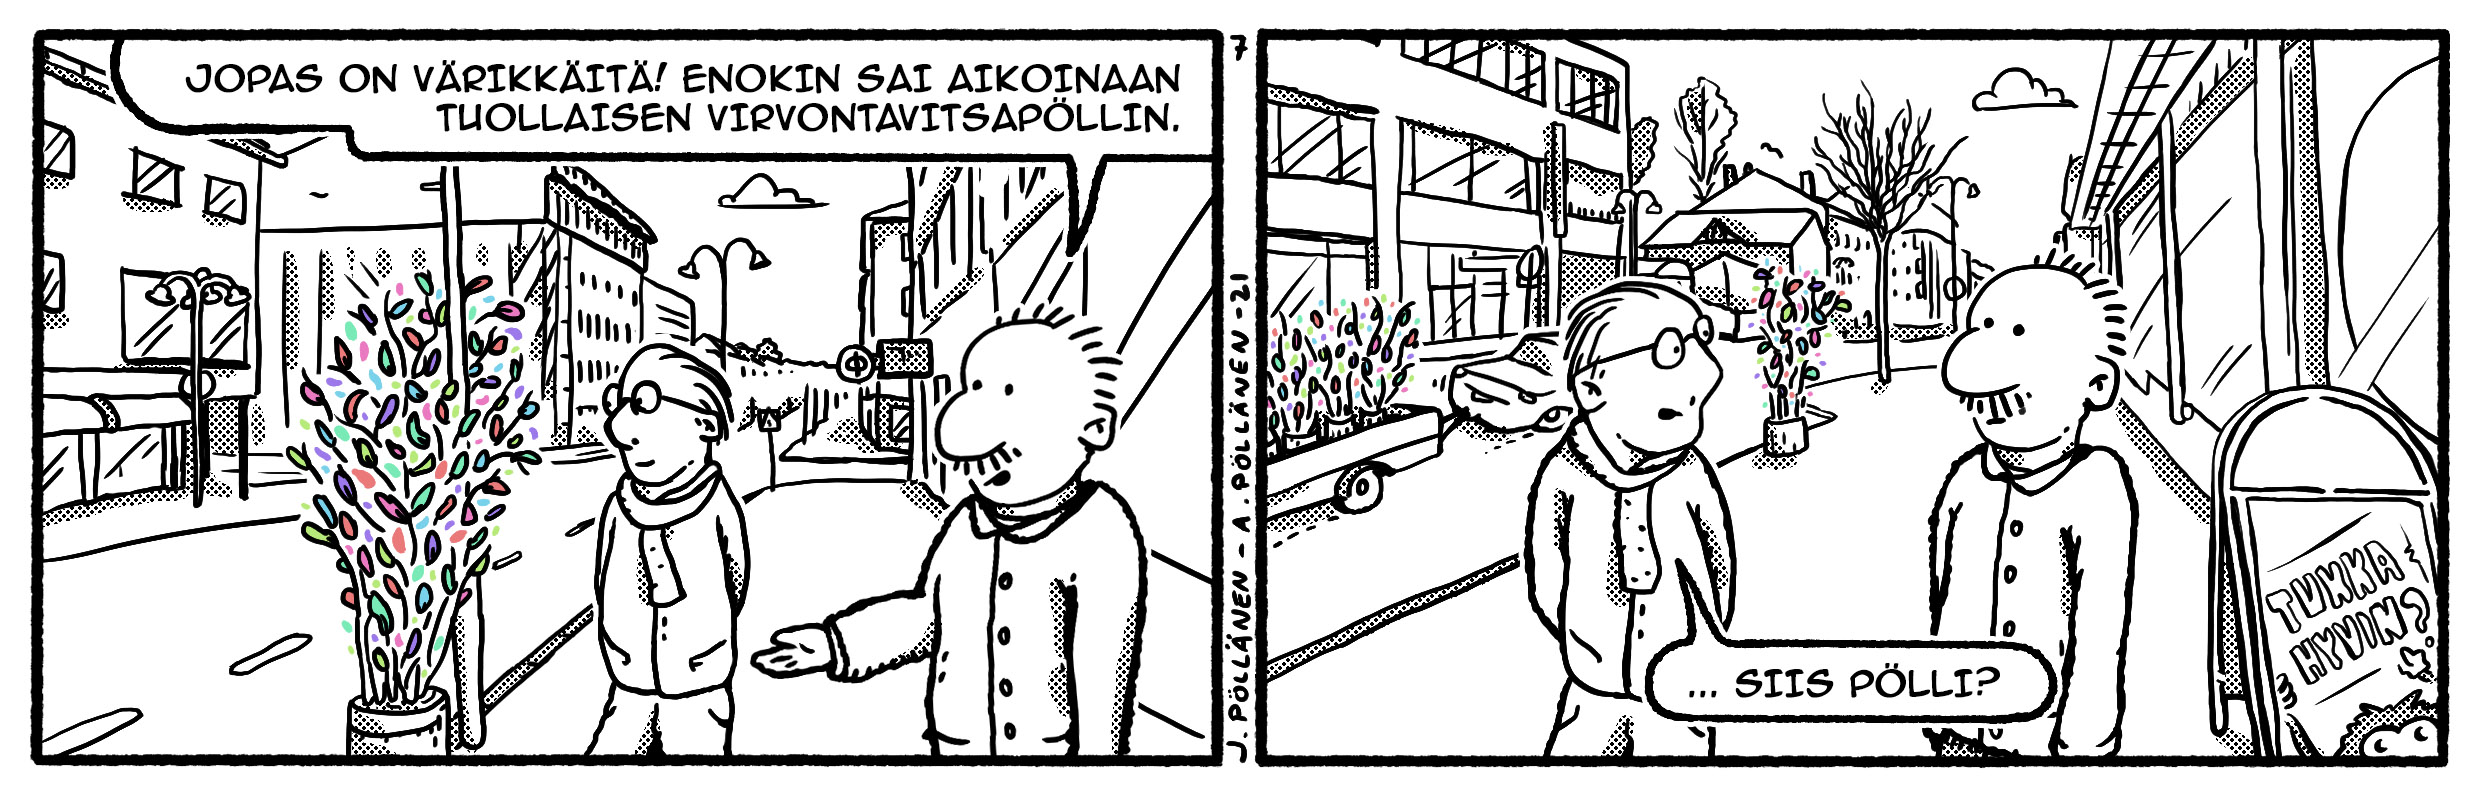 JOPAS ON VÄRIKKÄITÄ! ENOKIN SAI AIKOINAAN
TUOLLAISEN VIRVONTAVITSAPÖLLIN.
7
J. PÖLLÄNEN - A. PÖLLÄNEN - 21
... SIIS PÖLLI?
TUKKA
HYVIN?